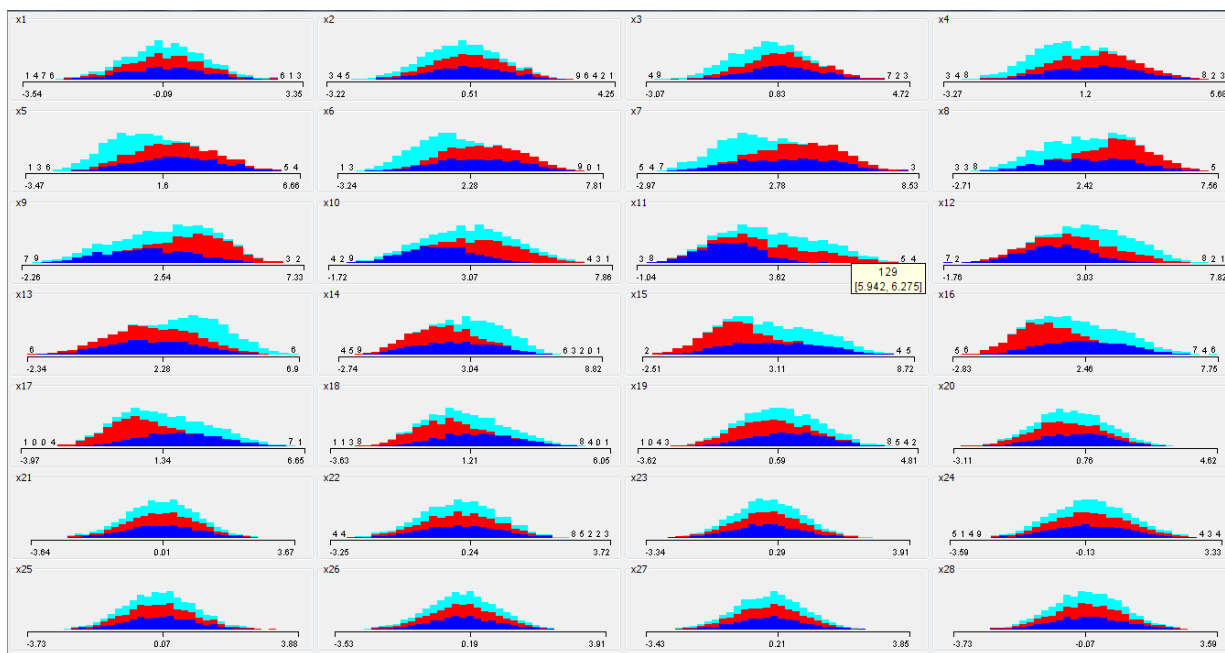 x1 x2 x3 x4
1 4 7 6 6 1 3 3 4 5 9 6 4 2 1 4 9 7 2 3 3 4 8 8 2 3
-3.54 -0.09 3.35 -3.22 0.51 4.25 -3.07 0.83 4.72 -3.27 1.2 5.68
x5 x6 x7 x8
1 3 6 5 4 1 3 9 0 1 5 4 7 3 3 3 8 5
-3.47 1.6 6.66 -3.24 2.28 7.81 -2.97 2.78 8.53 -2.71 2.42 7.56
x9 x10 x11 x12
7 9 3 2 4 2 9 4 3 1 3 8 5 4 7 2 8 2 1
-2.26 2.54 7.33 -1.72 3.07 7.86 -1.04 3.62 -1.76 3.03 7.82
129
[5.942, 6.275]
x13 x14 x15 x16
6 6 4 5 9 6 3 2 0 1 2 4 5 5 6 7 4 6
-2.34 2.28 6.9 -2.74 3.04 8.82 -2.51 3.11 8.72 -2.83 2.46 7.75
x17 x18 x19 x20
1 0 0 4 7 1 1 1 3 8 8 4 0 1 1 0 4 3 8 5 4 2
-3.97 1.34 6.65 -3.63 1.21 6.05 -3.62 0.59 4.81 -3.11 0.76 4.62
x21 x22 x23 x24
4 4 8 5 2 2 3 5 1 4 9 4 3 4
-3.64 0.01 3.67 -3.25 0.24 3.72 -3.34 0.29 3.91 -3.59 -0.13 3.33
x25 x26 x27 x28
-3.73 0.07 3.88 -3.53 0.19 3.91 -3.43 0.21 3.85 -3.73 -0.07 3.59